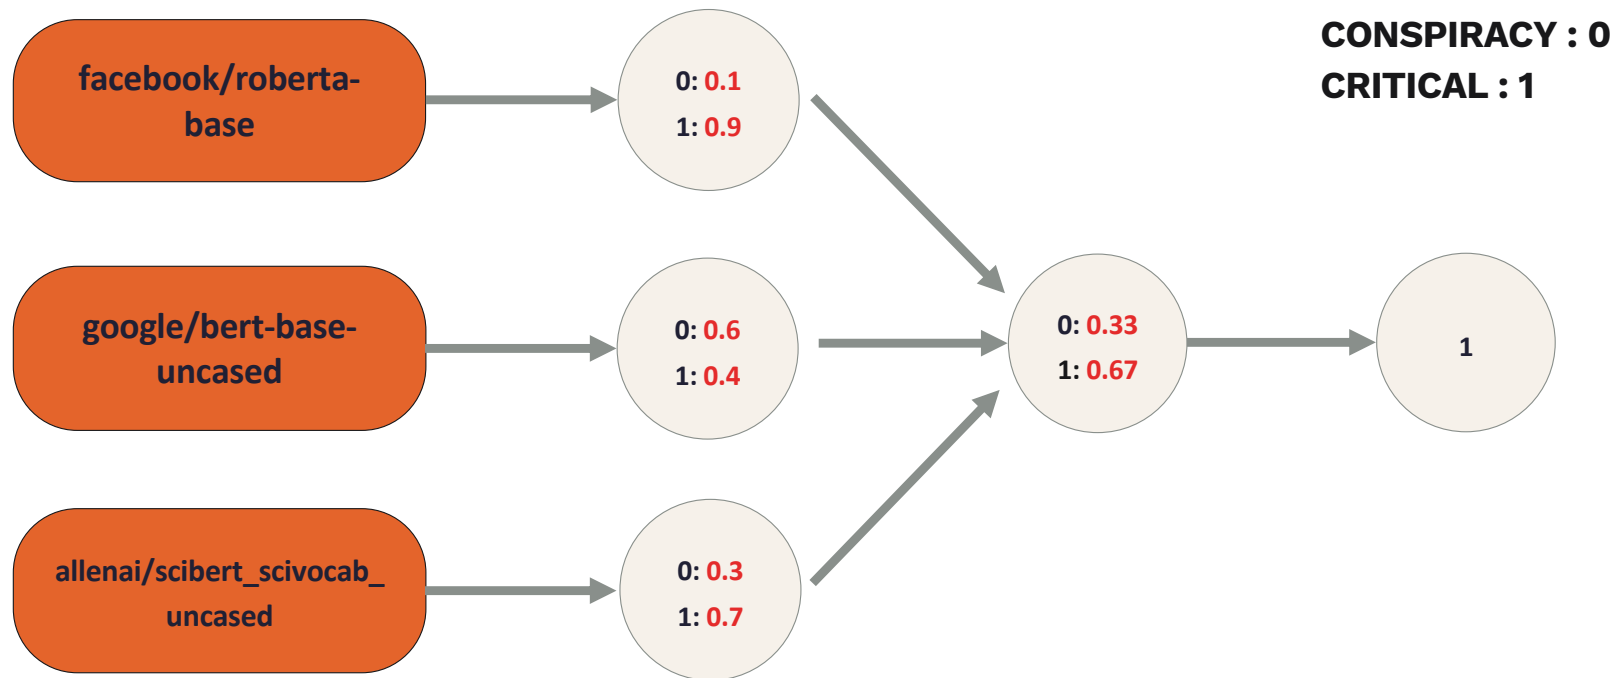 facebook/roberta-
base
0: 0.1
1: 0.9
CONSPIRACY : 0
CRITICAL : 1
google/bert-base-
uncased
0: 0.6
1: 0.4
0: 0.33
1: 0.67
1
allenai/scibert_scivocab_
uncased
0: 0.3
1: 0.7